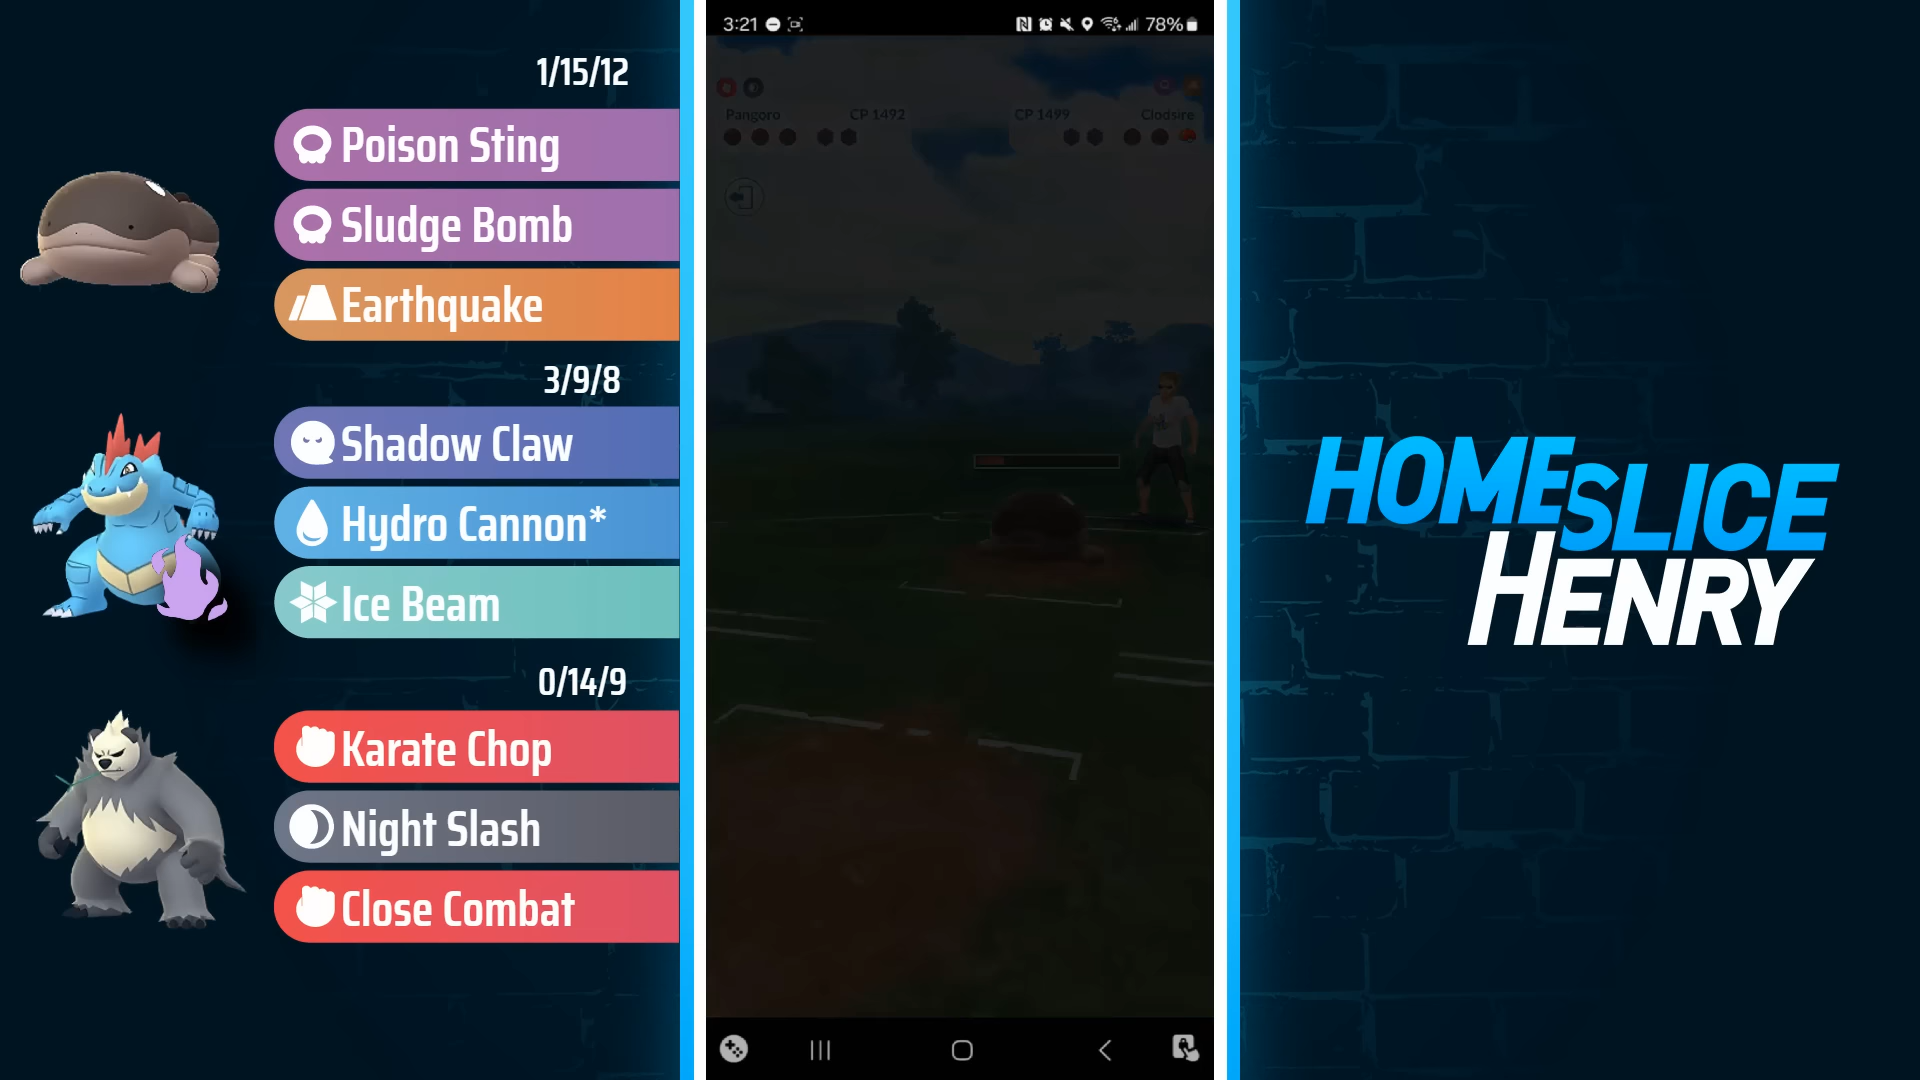 1/15/12
Poison Sting
Sludge Bomb
Earthquake
3/9/8
Shadow Claw
Hydro Cannon*
Ice Beam
0/14/9
Karate Chop
Night Slash
Close Combat
3:21
78%
Pangoro CP 1492
CP 1499 Clodsire
HOMESLICE
HENRY